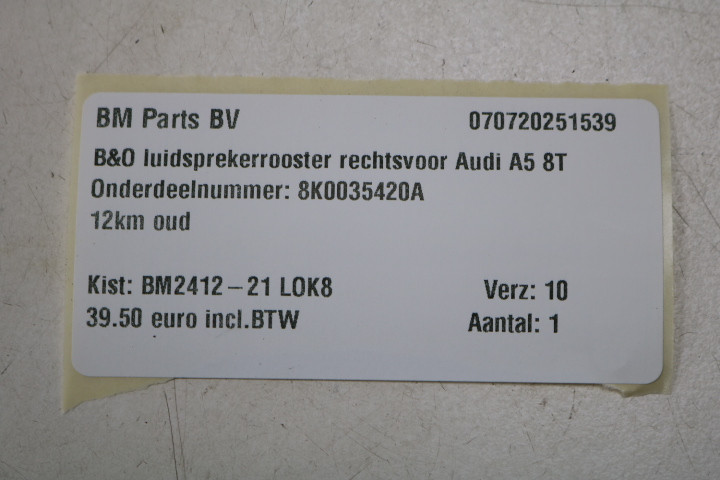 BM Parts BV 070720251539
B&O luidsprekerrooster rechtsvoor Audi A5 8T
Onderdeelnummer: 8K0035420A
12km oud
Kist: BM2412-21 LOK8 Verz: 10
39.50 euro incl.BTW Aantal: 1